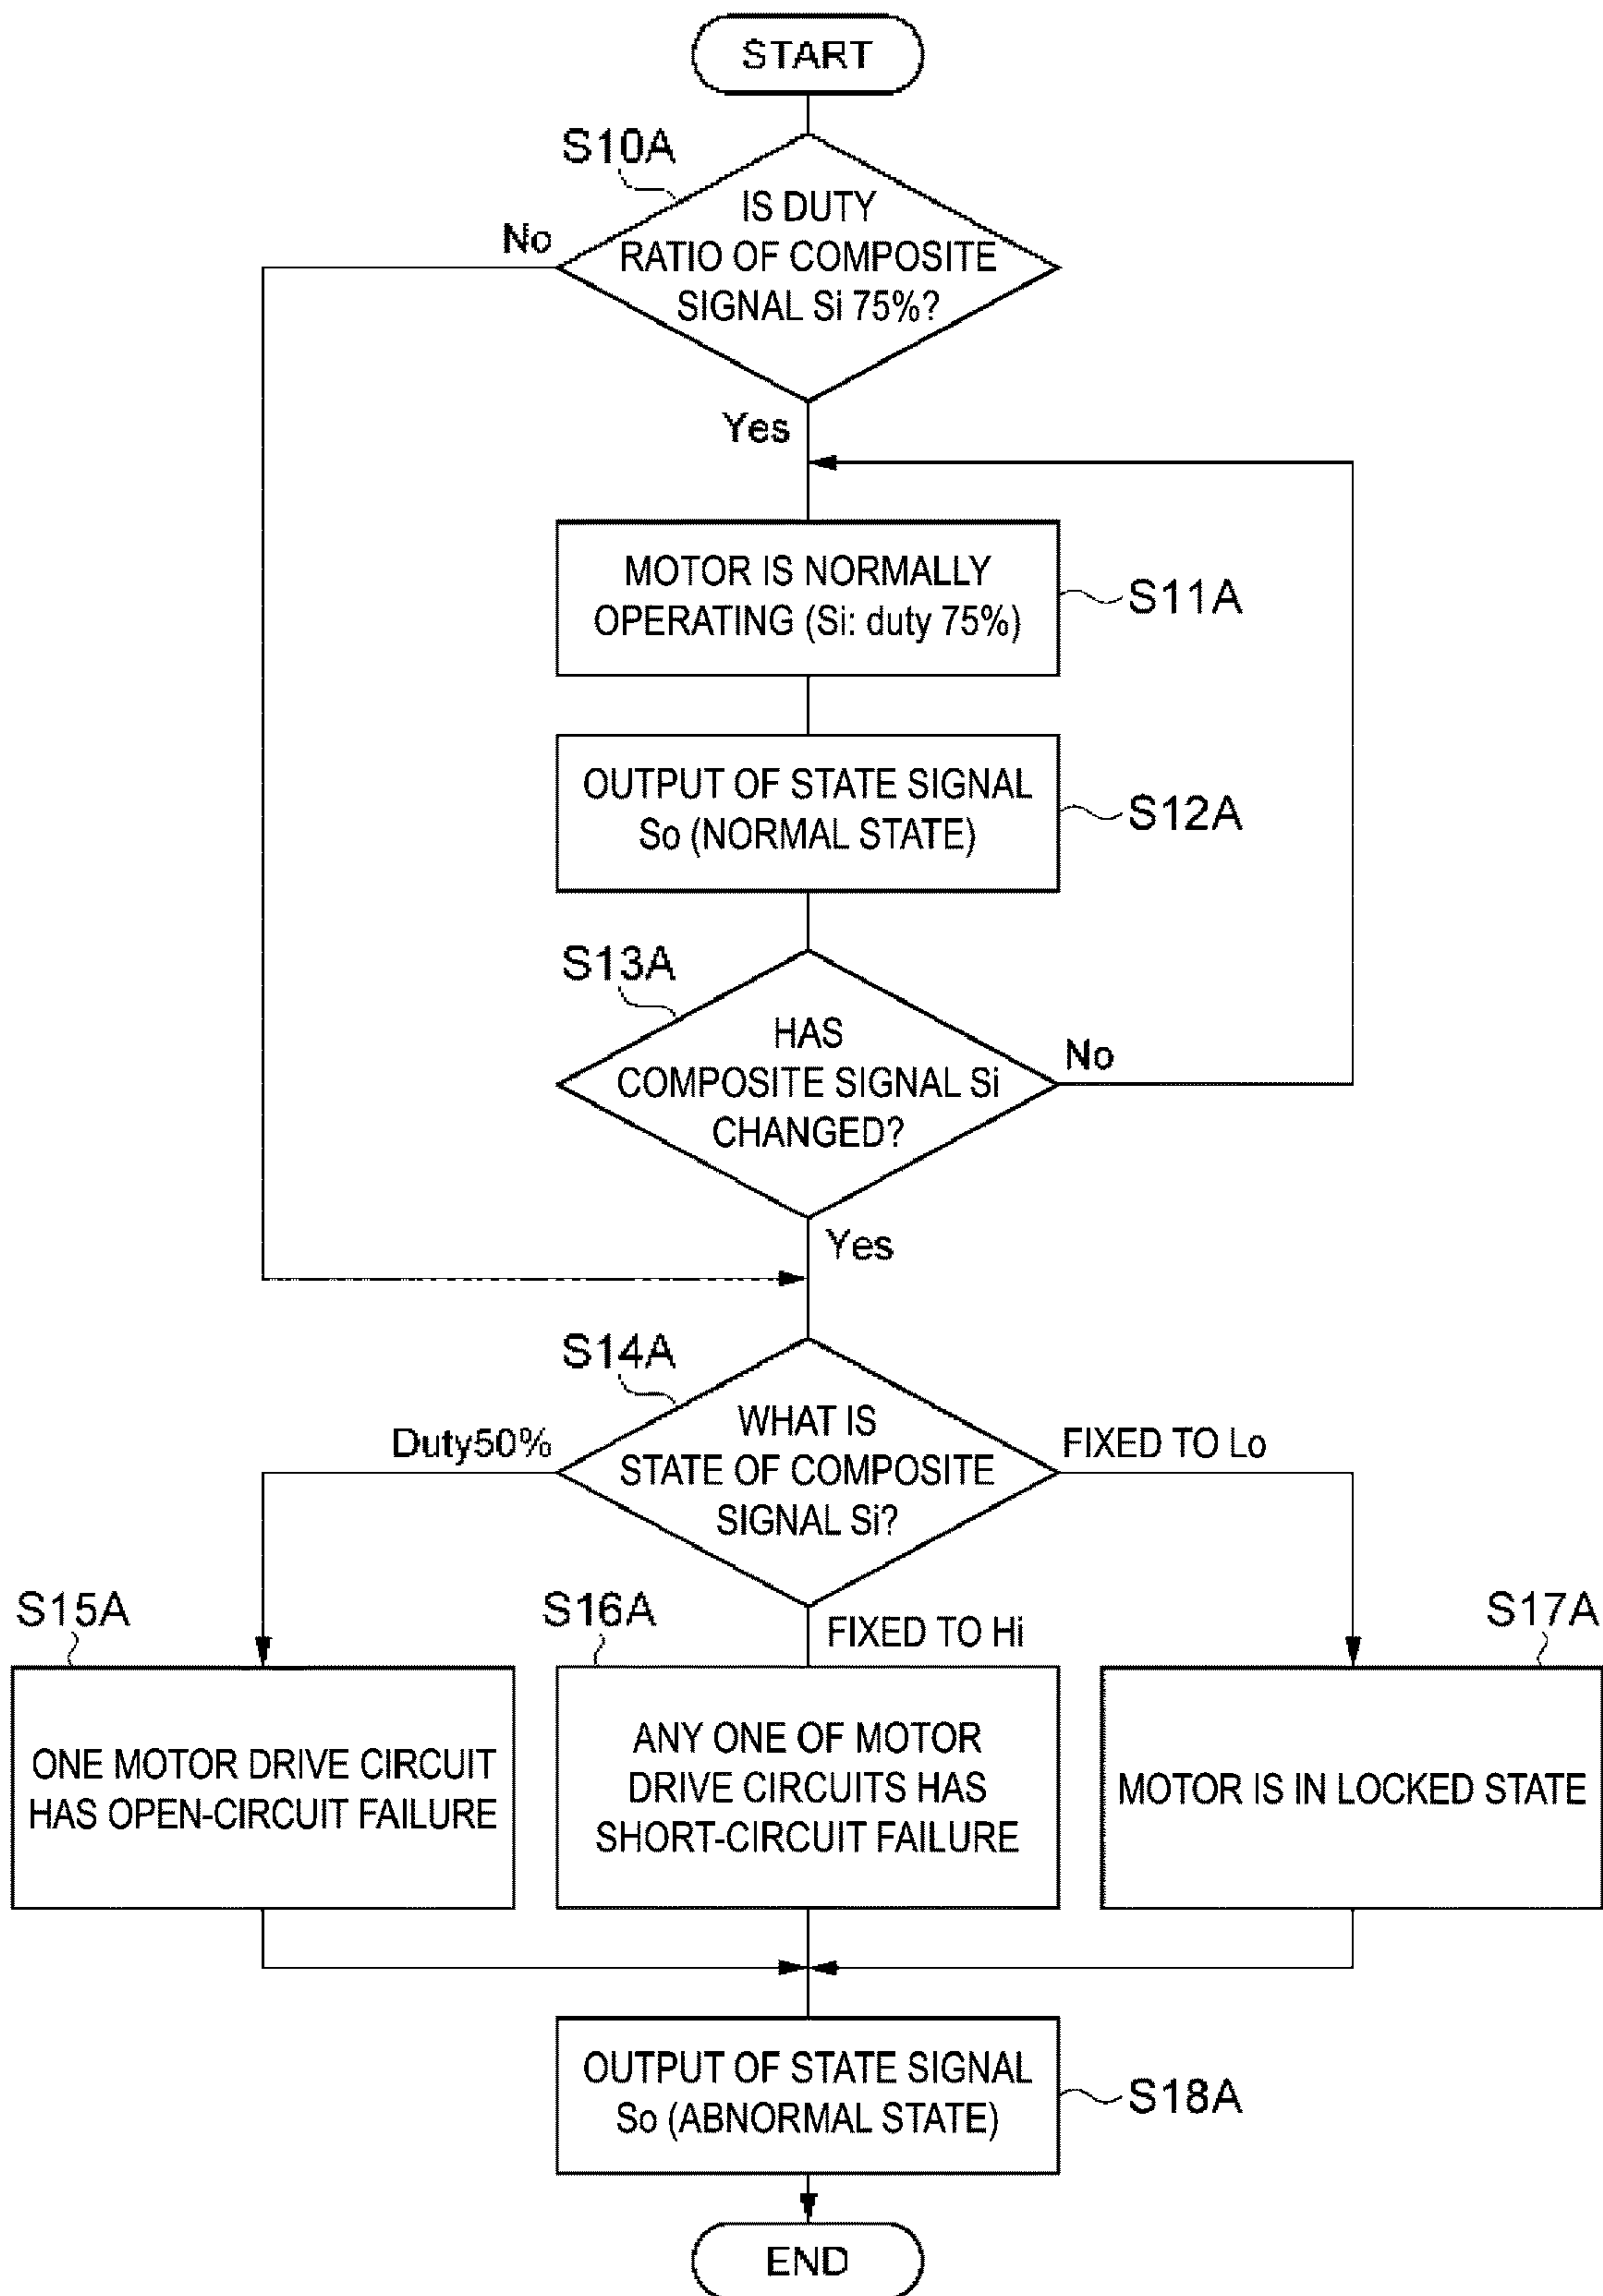 START
S10A
IS DUTY
RATIO OF COMPOSITE
SIGNAL Si 75%?
No
Yes
MOTOR IS NORMALLY
OPERATING (Si: duty 75%)
S11A
OUTPUT OF STATE SIGNAL
So (NORMAL STATE)
S12A
S13A
HAS
COMPOSITE SIGNAL Si
CHANGED?
No
Yes
S14A
WHAT IS
STATE OF COMPOSITE
SIGNAL Si?
Duty50%
FIXED TO Lo
FIXED TO Hi
S15A
ONE MOTOR DRIVE CIRCUIT
HAS OPEN-CIRCUIT FAILURE
S16A
ANY ONE OF MOTOR
DRIVE CIRCUITS HAS
SHORT-CIRCUIT FAILURE
S17A
MOTOR IS IN LOCKED STATE
OUTPUT OF STATE SIGNAL
So (ABNORMAL STATE)
S18A
END